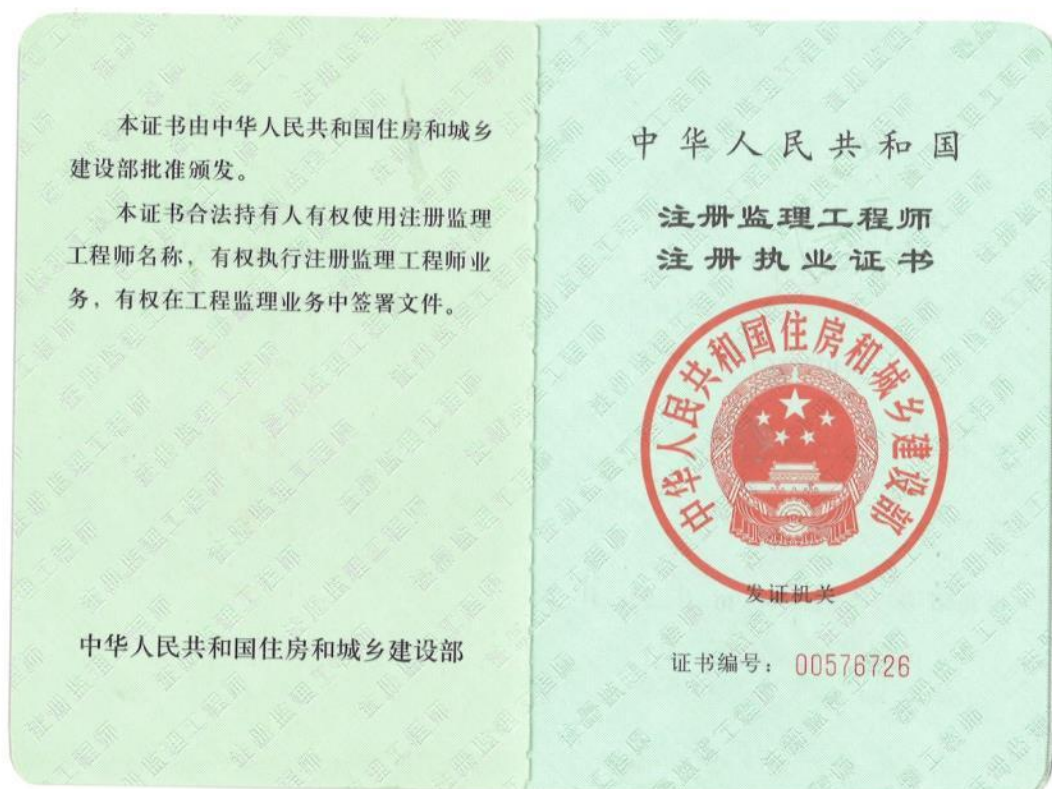 本证书由中华人民共和国住房和城乡
建设部批准颁发。
本证书合法持有人有权使用注册监理
工程师名称，有权执行注册监理工程师业
务，有权在工程监理业务中签署文件。
中华人民共和国住房和城乡建设部
中华人民共和国
注册监理工程师
注册执业证书
中华人民共和国住房和城乡建设部
发证机关
证书编号：00576726